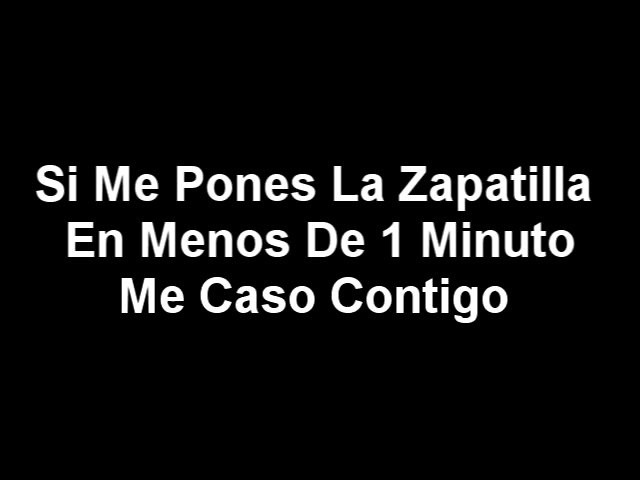 Si Me Pones La Zapatilla
En Menos De 1 Minuto
Me Caso Contigo